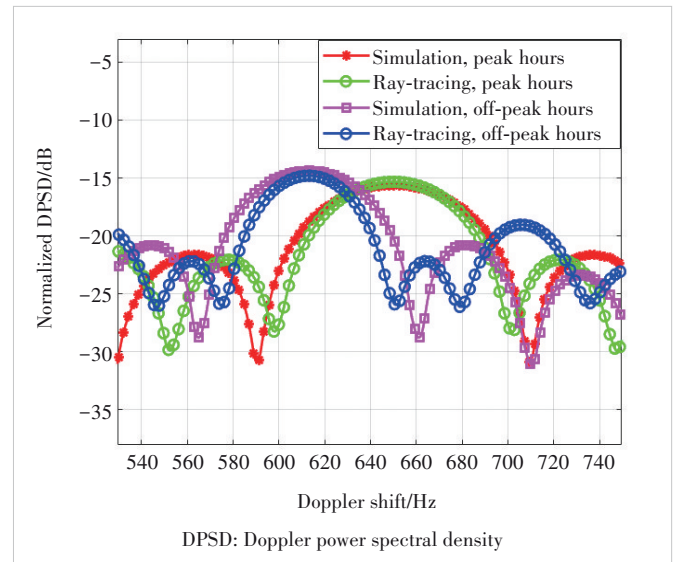 Simulation, peak hours
Ray-tracing, peak hours
Simulation, off-peak hours
Ray-tracing, off-peak hours
−5
−10
−15
−20
−25
−30
−35
Normalized DPSD/dB
540 560 580 600 620 640 660 680 700 720 740
Doppler shift/Hz
DPSD: Doppler power spectral density